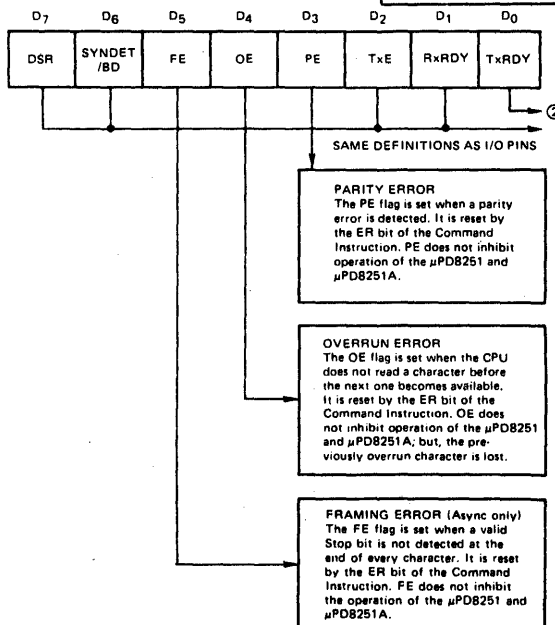 D7 D6 D5 D4 D3 D2 D1 D0
DSR SYNDET /BD FE OE PE TxE RxRDY TxRDY
②
SAME DEFINITIONS AS I/O PINS
PARITY ERROR
The PE flag is set when a parity
error is detected. It is reset by
the ER bit of the Command
Instruction. PE does not inhibit
operation of the µPD8251 and
µPD8251A.
OVERRUN ERROR
The OE flag is set when the CPU
does not read a character before
the next one becomes available.
It is reset by the ER bit of the
Command Instruction. OE does
not inhibit operation of the µPD8251
and µPD8251A; but, the pre-
viously overrun character is lost.
FRAMING ERROR (Async only)
The FE flag is set when a valid
Stop bit is not detected at the
end of every character. It is reset
by the ER bit of the Command
Instruction. FE does not inhibit
the operation of the µPD8251 and
µPD8251A.